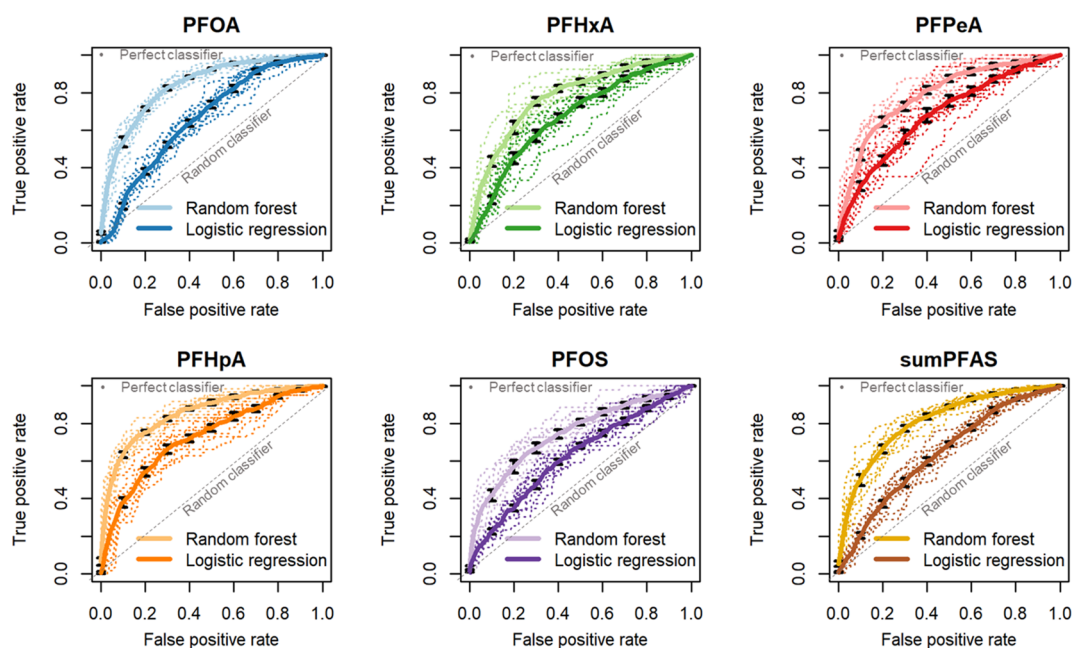 PFOA
PFHxA
PFPeA
True positive rate
0.0 0.4 0.8
Perfect classifier
Random classifier
Random forest
Logistic regression
0.0 0.2 0.4 0.6 0.8 1.0
False positive rate
True positive rate
0.0 0.4 0.8
Perfect classifier
Random classifier
Random forest
Logistic regression
0.0 0.2 0.4 0.6 0.8 1.0
False positive rate
True positive rate
0.0 0.4 0.8
Perfect classifier
Random classifier
Random forest
Logistic regression
0.0 0.2 0.4 0.6 0.8 1.0
False positive rate
PFHpA
PFOS
sumPFAS
True positive rate
0.0 0.4 0.8
Perfect classifier
Random classifier
Random forest
Logistic regression
0.0 0.2 0.4 0.6 0.8 1.0
False positive rate
True positive rate
0.0 0.4 0.8
Perfect classifier
Random classifier
Random forest
Logistic regression
0.0 0.2 0.4 0.6 0.8 1.0
False positive rate
True positive rate
0.0 0.4 0.8
Perfect classifier
Random classifier
Random forest
Logistic regression
0.0 0.2 0.4 0.6 0.8 1.0
False positive rate